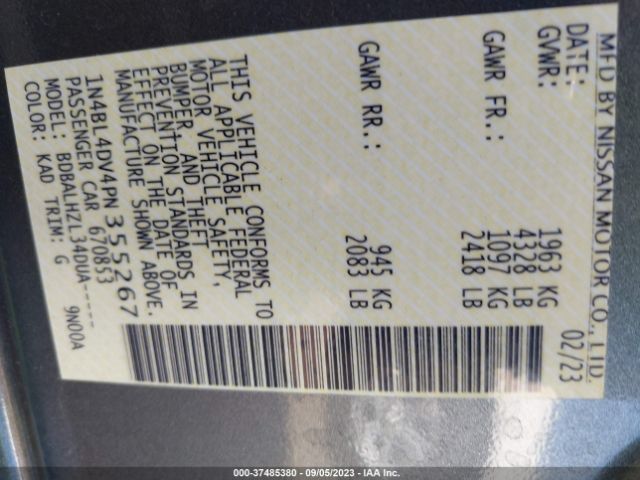 MFD BY NISSAN MOTOR CO., LTD.
DATE: 02/23
GVWR: 1963 KG
4328 LB
GAWR FR.: 1097 KG
2418 LB
GAWR RR.: 945 KG
2083 LB
THIS VEHICLE CONFORMS TO
ALL APPLICABLE FEDERAL
MOTOR VEHICLE SAFETY,
BUMPER, AND THEFT
PREVENTION STANDARDS IN
EFFECT ON THE DATE OF
MANUFACTURE SHOWN ABOVE.
1N4BL4DV4PN355267
PASSENGER CAR 670853
MODEL: BDBALHZL34DUA----- 9N00A
COLOR: KAD TRIM: G
000-37485380 - 09/05/2023 - IAA Inc.